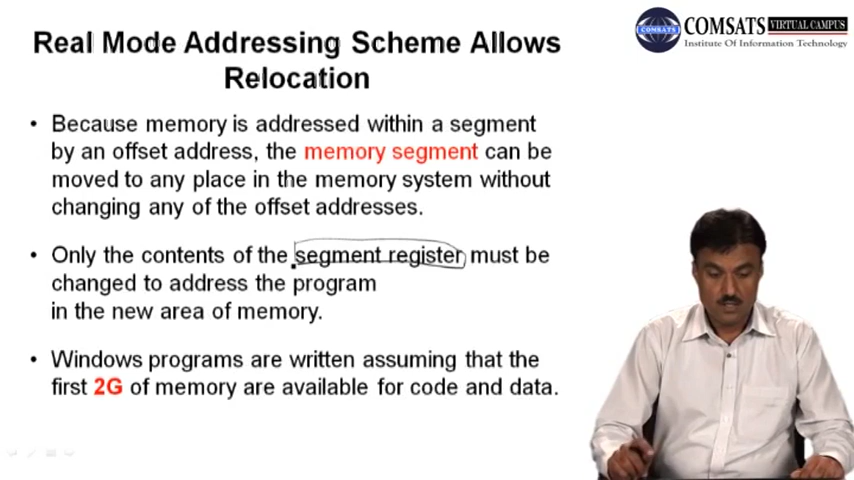 Real Mode Addressing Scheme Allows
Relocation
COMSATS VIRTUAL CAMPUS
COMSATS
Institute Of Information Technology
• Because memory is addressed within a segment
by an offset address, the memory segment can be
moved to any place in the memory system without
changing any of the offset addresses.
• Only the contents of the segment register must be
changed to address the program
in the new area of memory.
• Windows programs are written assuming that the
first 2G of memory are available for code and data.